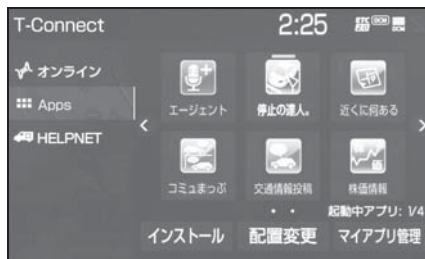 T-Connect
2:25
オンライン
Apps
HELPNET
エージェント
停止の達人。
近くに何ある
コミュまっぷ
交通情報投稿
株価情報
起動中アプリ: 1/4
インストール
配置変更
マイアプリ管理